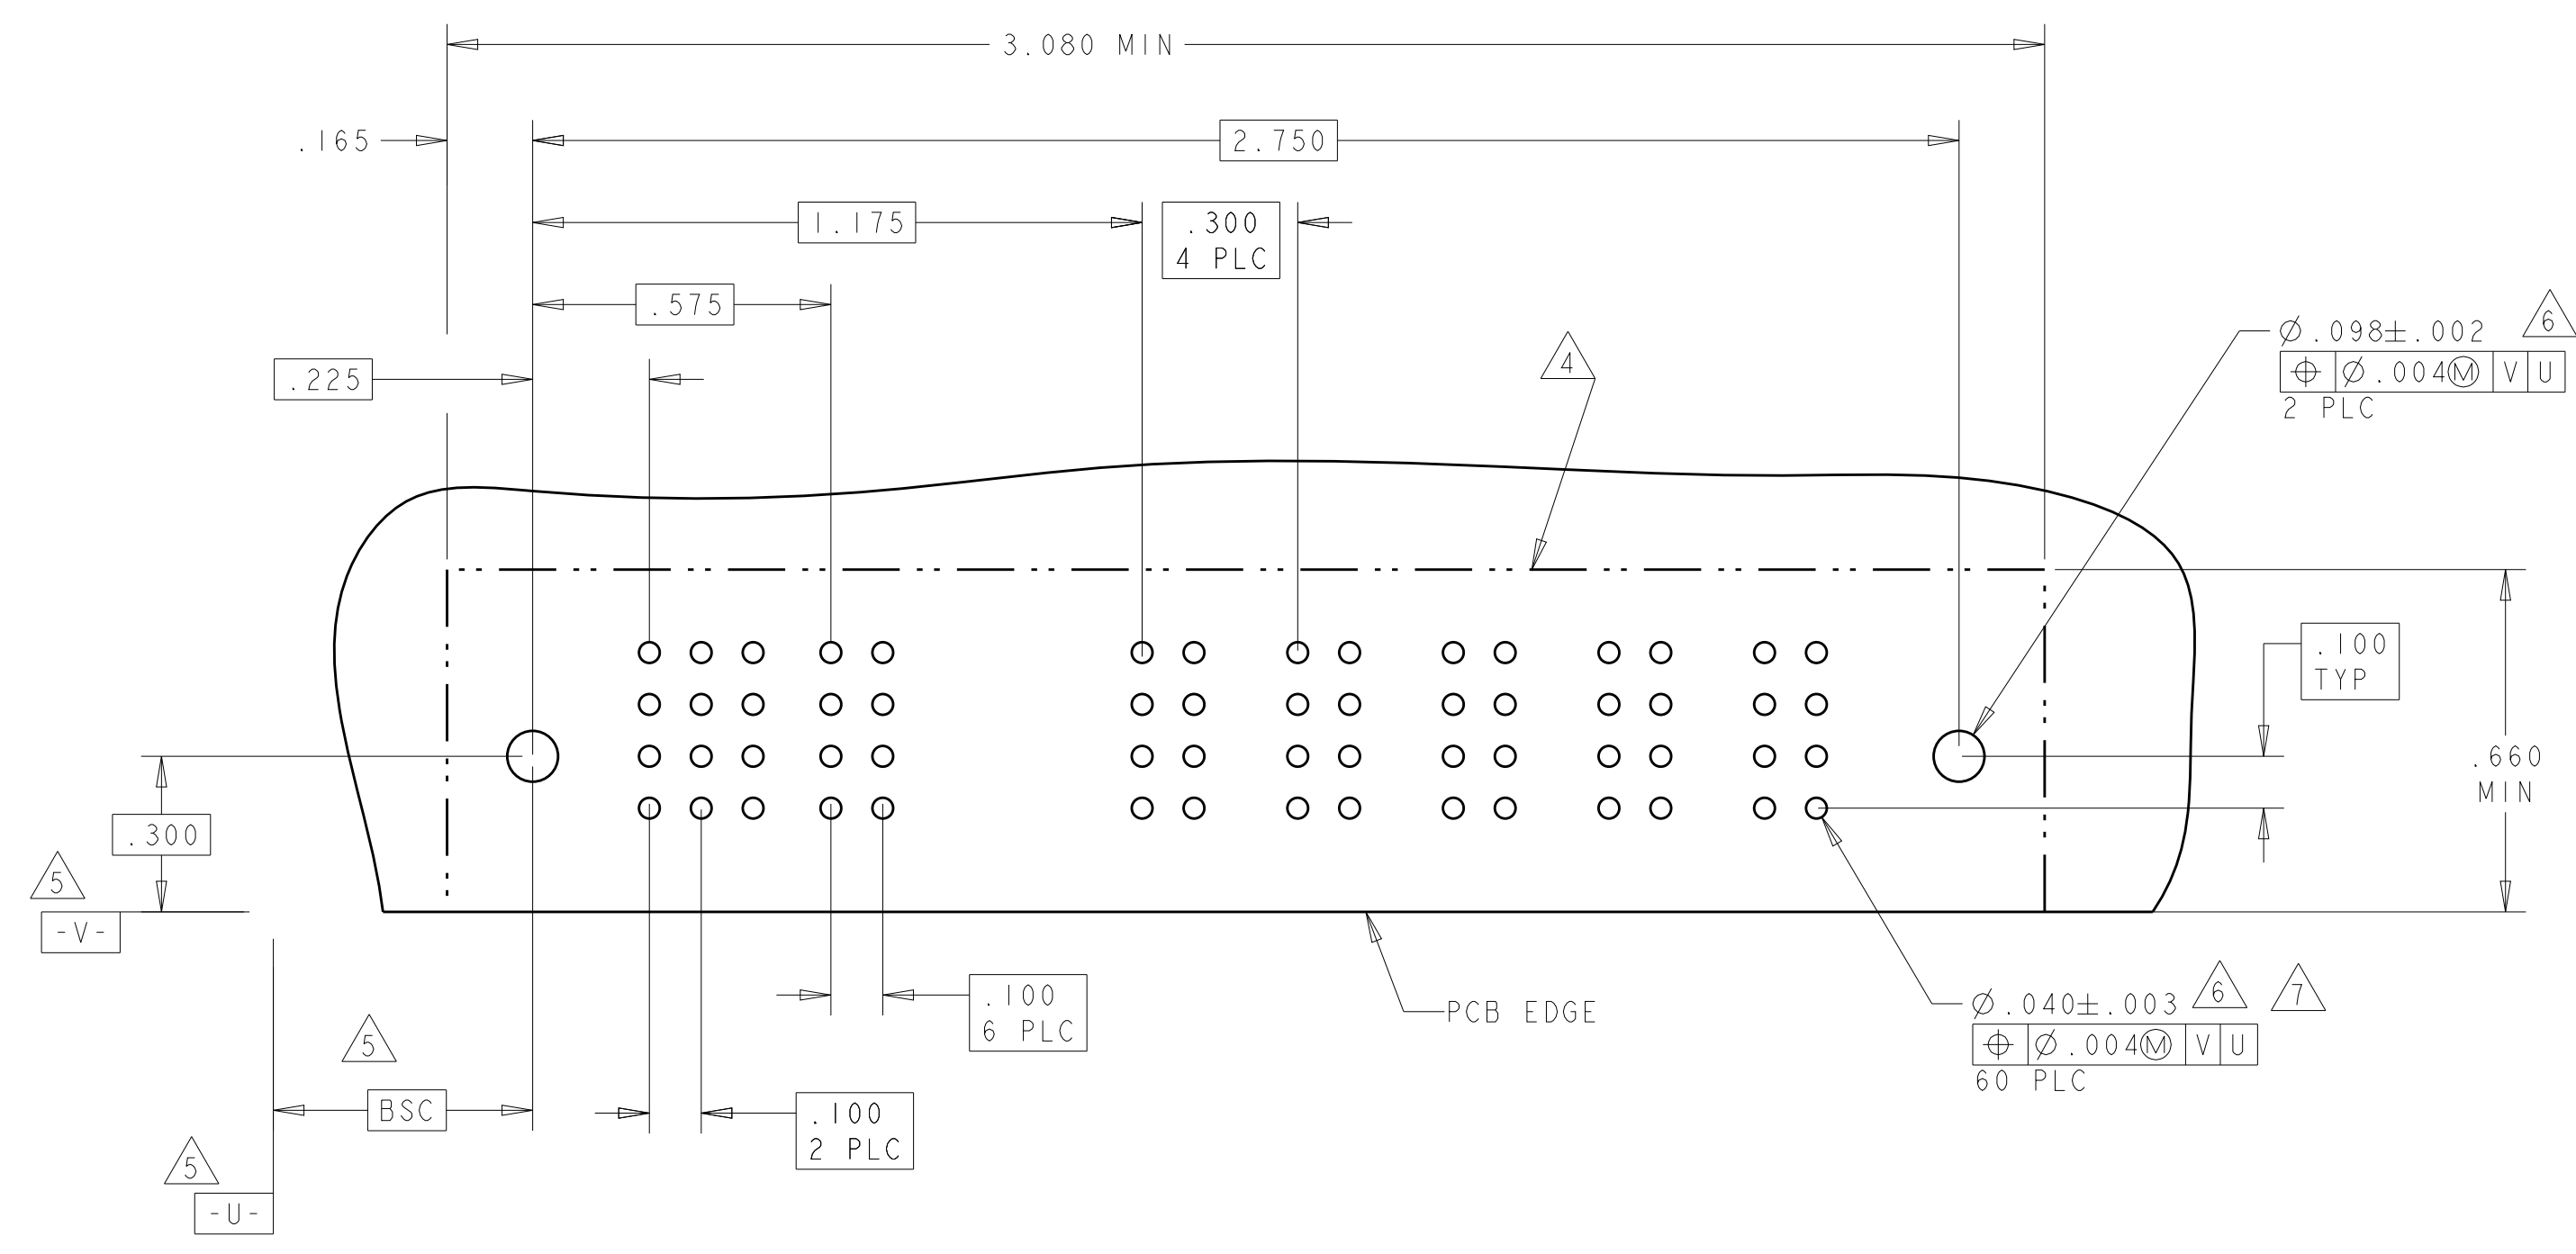 3.080 MIN
.165
2.750
1.175
.300
4 PLC
.575
.225
4
6
Ø.098±.002
⌖ Ø.004Ⓜ V U
2 PLC
.100
TYP
.660
MIN
.300
5
-V-
PCB EDGE
.100
6 PLC
6
7
Ø.040±.003
⌖ Ø.004Ⓜ V U
60 PLC
5
BSC
.100
2 PLC
5
-U-